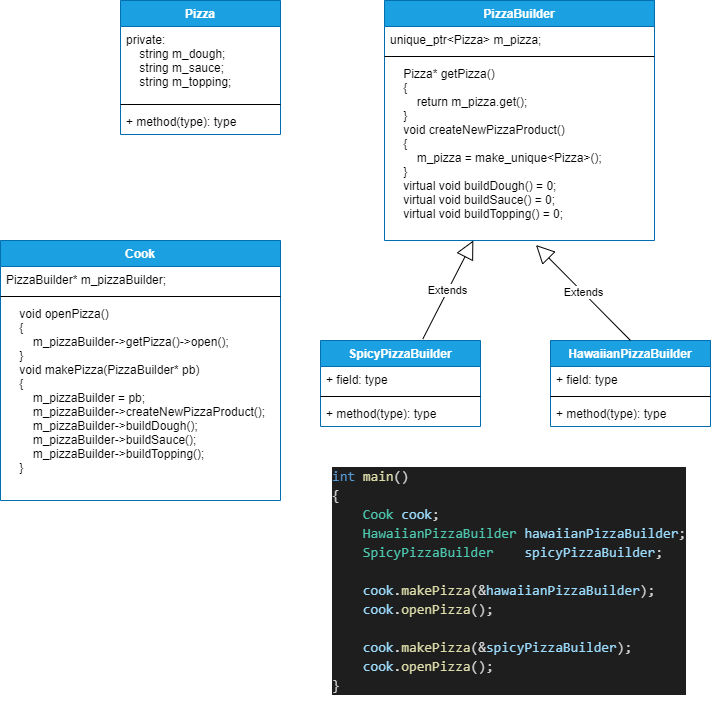 Pizza
private:
string m_dough;
string m_sauce;
string m_topping;
+ method(type): type
PizzaBuilder
unique_ptr<Pizza> m_pizza;
Pizza* getPizza()
{
return m_pizza.get();
}
void createNewPizzaProduct()
{
m_pizza = make_unique<Pizza>();
}
virtual void buildDough() = 0;
virtual void buildSauce() = 0;
virtual void buildTopping() = 0;
Cook
PizzaBuilder* m_pizzaBuilder;
void openPizza()
{
m_pizzaBuilder->getPizza()->open();
}
void makePizza(PizzaBuilder* pb)
{
m_pizzaBuilder = pb;
m_pizzaBuilder->createNewPizzaProduct();
m_pizzaBuilder->buildDough();
m_pizzaBuilder->buildSauce();
m_pizzaBuilder->buildTopping();
}
Extends
Extends
SpicyPizzaBuilder
+ field: type
+ method(type): type
HawaiianPizzaBuilder
+ field: type
+ method(type): type
int main()
{
Cook cook;
HawaiianPizzaBuilder hawaiianPizzaBuilder;
SpicyPizzaBuilder    spicyPizzaBuilder;
cook.makePizza(&hawaiianPizzaBuilder);
cook.openPizza();
cook.makePizza(&spicyPizzaBuilder);
cook.openPizza();
}